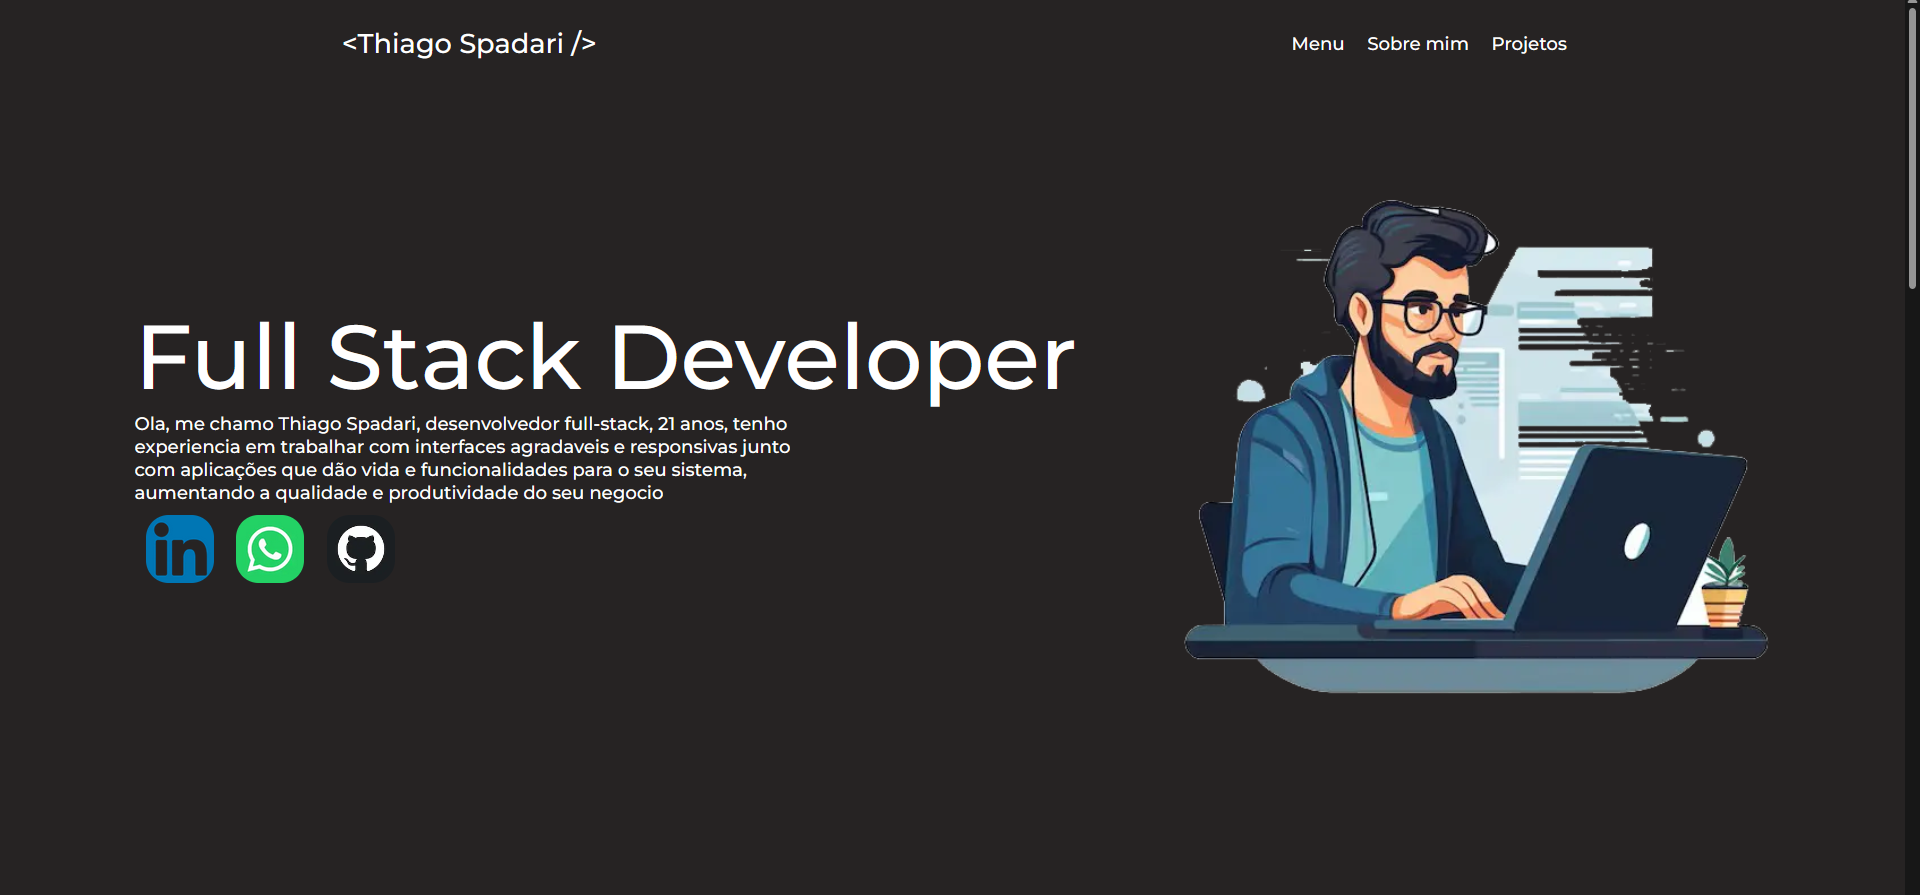 <Thiago Spadari />
Menu Sobre mim Projetos
Full Stack Developer
Ola, me chamo Thiago Spadari, desenvolvedor full-stack, 21 anos, tenho
experiencia em trabalhar com interfaces agradaveis e responsivas junto
com aplicações que dão vida e funcionalidades para o seu sistema,
aumentando a qualidade e produtividade do seu negocio
in